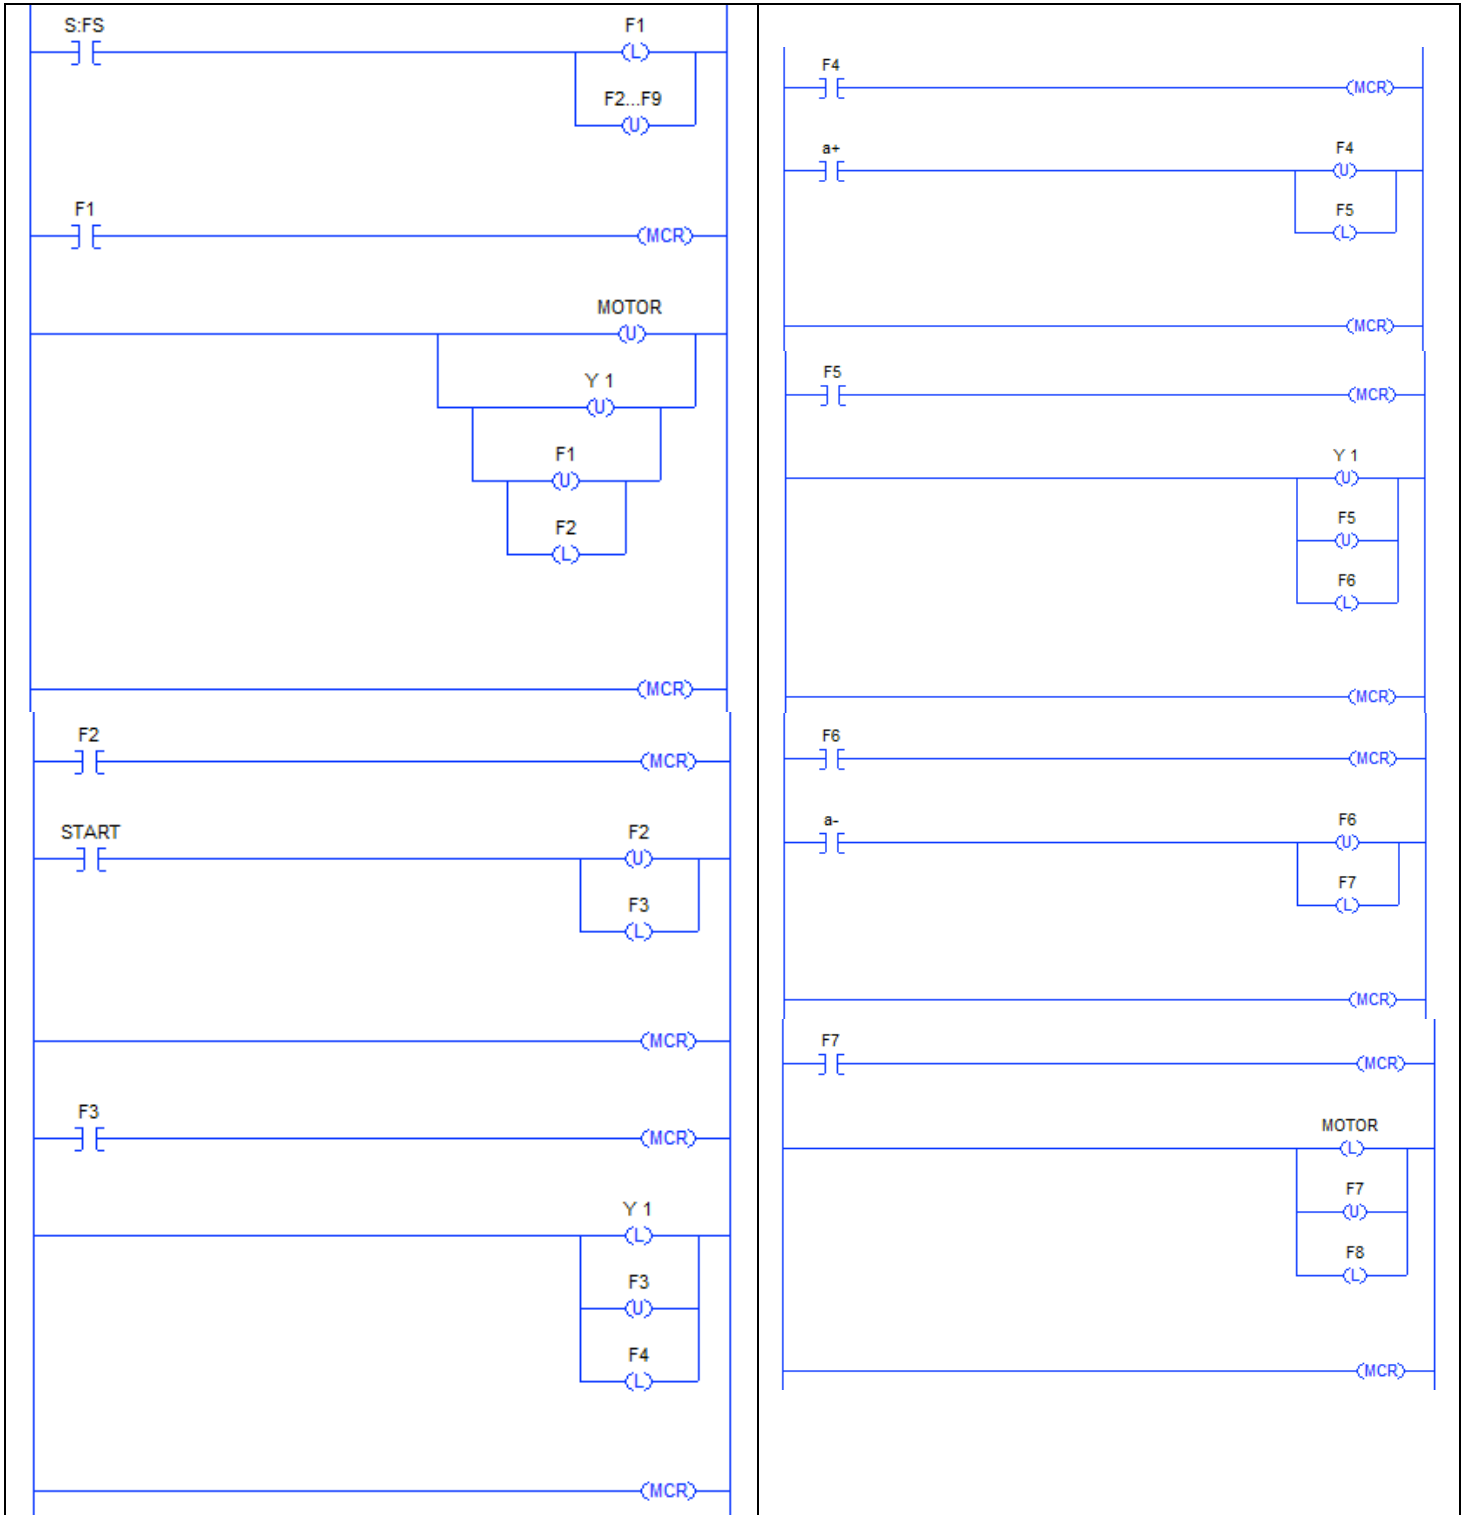 S:FS F1
(L)
F2...F9
(U)
F1
(MCR)
MOTOR
(U)
Y 1
(U)
F1
(U)
F2
(L)
(MCR)
F2
(MCR)
START F2
(U)
F3
(L)
(MCR)
F3
(MCR)
Y 1
(L)
F3
(U)
F4
(L)
(MCR)
F4
(MCR)
a+ F4
(U)
F5
(L)
(MCR)
F5
(MCR)
Y 1
(U)
F5
(U)
F6
(L)
(MCR)
F6
(MCR)
a- F6
(U)
F7
(L)
(MCR)
F7
(MCR)
MOTOR
(L)
F7
(U)
F8
(L)
(MCR)